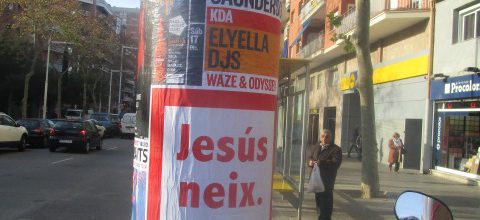 SAUNDERS
KDA
ELYELLA
DJS
WAZE & ODYSSEY
Jesús
neix.
Procolor